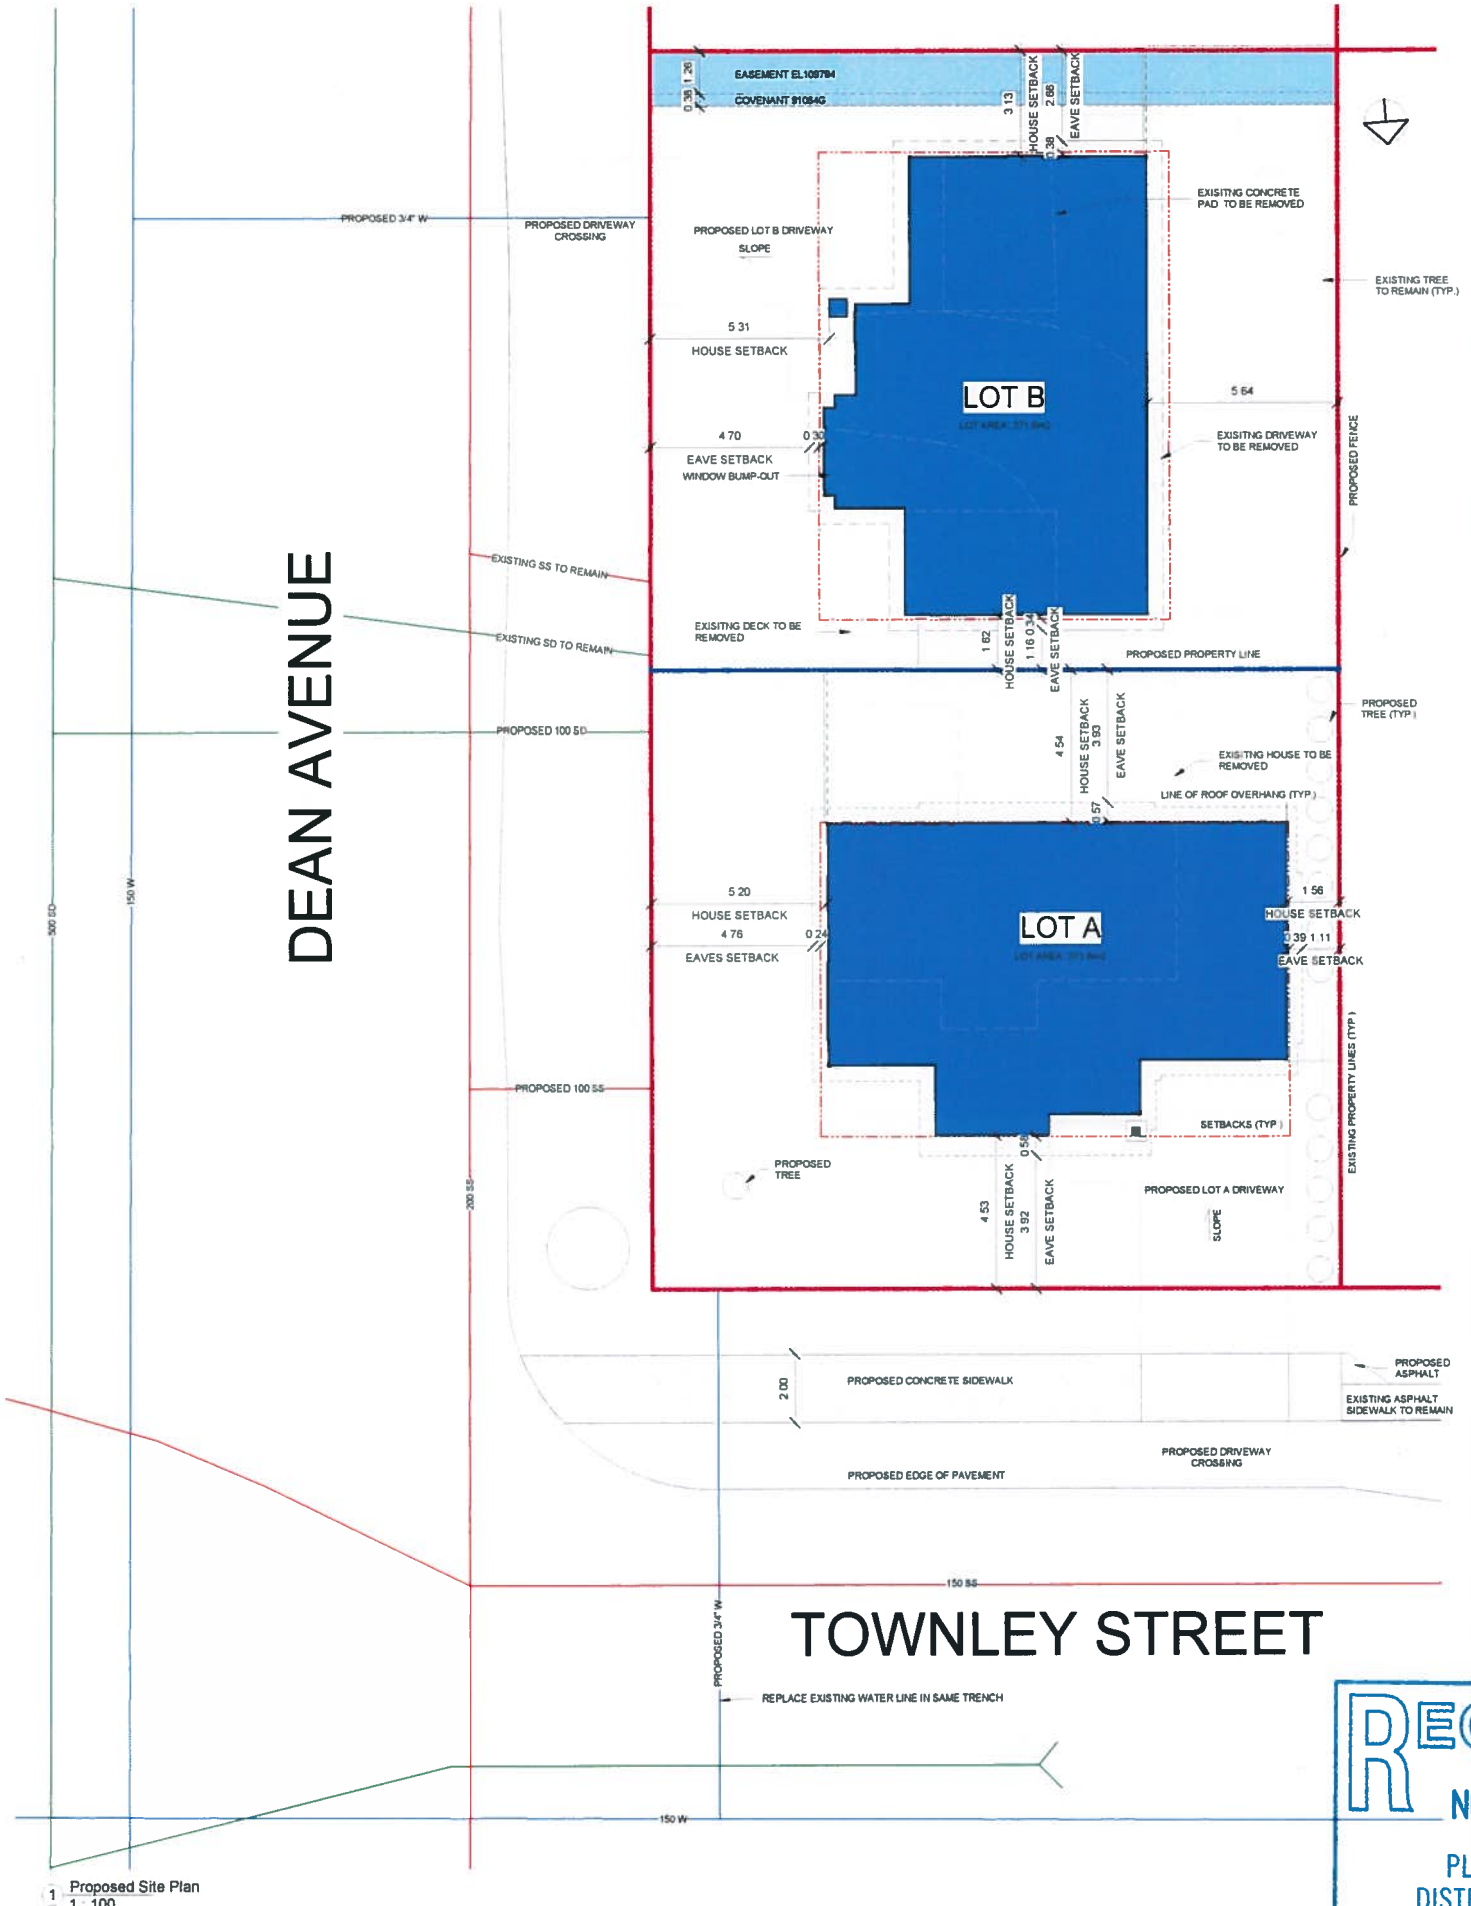 EASEMENT EL109794
COVENANT 91084G
1.26
0.38
3.13
HOUSE SETBACK
2.66
EAVE SETBACK
0.38
EXISITNG CONCRETE
PAD TO BE REMOVED
PROPOSED 3/4" W
PROPOSED DRIVEWAY
CROSSING
PROPOSED LOT B DRIVEWAY
SLOPE
EXISTING TREE
TO REMAIN (TYP.)
5 31
HOUSE SETBACK
LOT B
5 64
4 70
0 30
EAVE SETBACK
WINDOW BUMP-OUT
EXISITNG DRIVEWAY
TO BE REMOVED
PROPOSED FENCE
DEAN AVENUE
EXISTING SS TO REMAIN
EXISTING SD TO REMAIN
EXISITNG DECK TO BE
REMOVED
1 62
HOUSE SETBACK
1 16 0 34
EAVE SETBACK
PROPOSED PROPERTY LINE
PROPOSED 100 SD
PROPOSED
TREE (TYP.)
4 54
HOUSE SETBACK
3 93
EAVE SETBACK
0 57
EXISITNG HOUSE TO BE
REMOVED
LINE OF ROOF OVERHANG (TYP.)
500 SD
150 W
5 20
HOUSE SETBACK
4 76
0 24
EAVES SETBACK
LOT A
1 56
HOUSE SETBACK
0 39 1.11
EAVE SETBACK
EXISTING PROPERTY LINES (TYP.)
PROPOSED 100 SS
200 SS
SETBACKS (TYP.)
PROPOSED
TREE
0 58
4 53
HOUSE SETBACK
3 92
EAVE SETBACK
PROPOSED LOT A DRIVEWAY
SLOPE
2 00
PROPOSED CONCRETE SIDEWALK
PROPOSED
ASPHALT
EXISTING ASPHALT
SIDEWALK TO REMAIN
PROPOSED DRIVEWAY
CROSSING
PROPOSED EDGE OF PAVEMENT
150 SS
TOWNLEY STREET
PROPOSED 3/4" W
REPLACE EXISTING WATER LINE IN SAME TRENCH
150 W
REC
N
PL
DIST
1 Proposed Site Plan
1 : 100